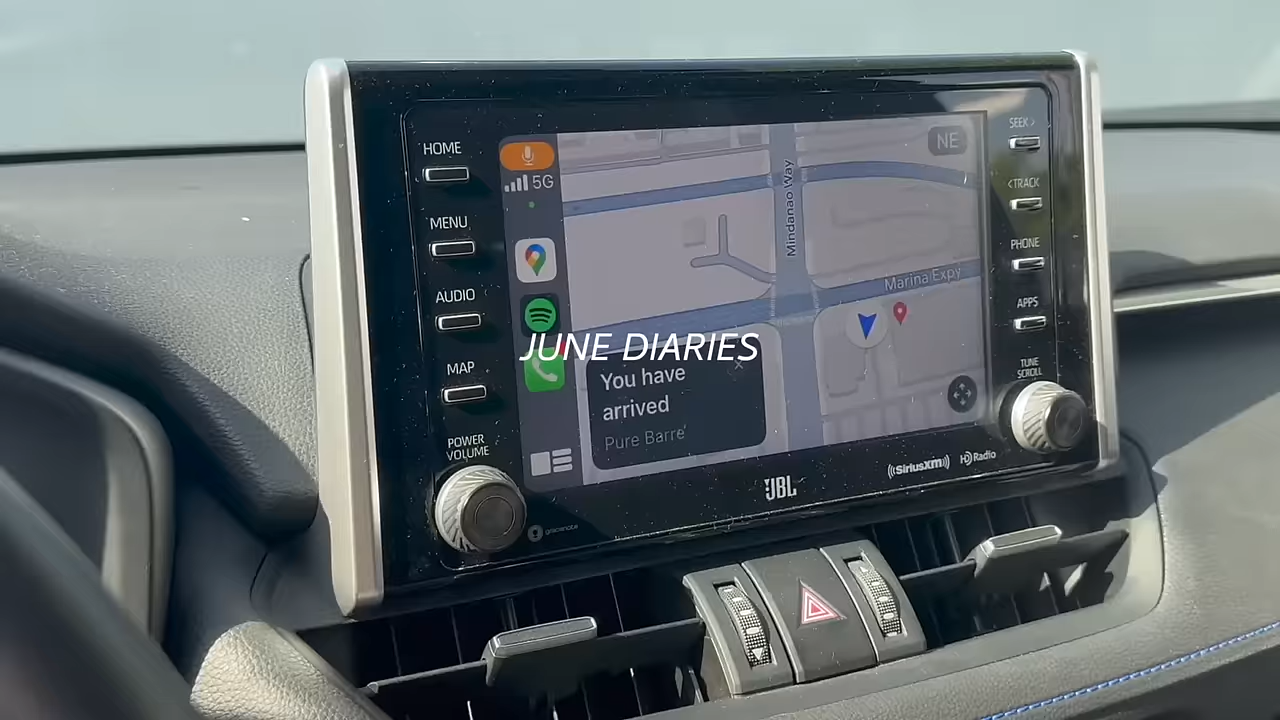 HOME
MENU
AUDIO
MAP
POWER
VOLUME
5G
NE
Mindanao Way
Marina Expy
JUNE DIARIES
You have
arrived
Pure Barre
SEEK >
< TRACK
PHONE
APPS
TUNE
SCROLL
JBL
((SiriusXM))
HD Radio
gracenote